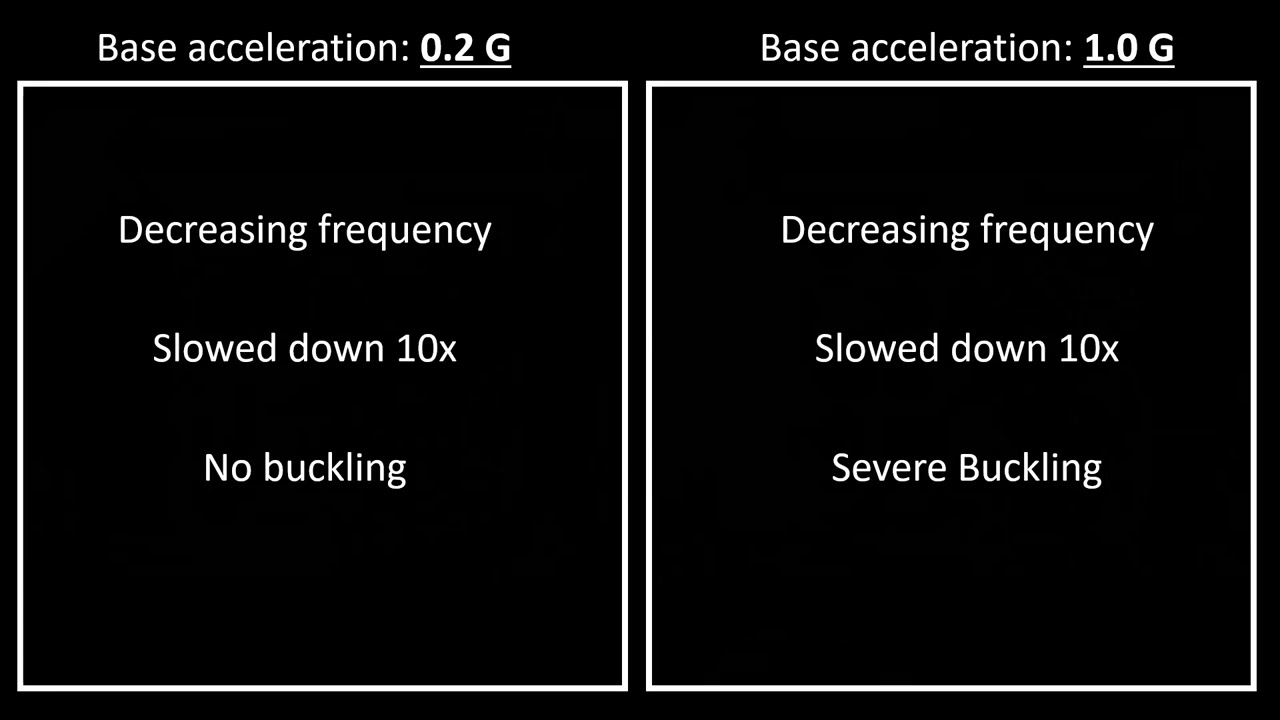 Base acceleration: 0.2 G
Decreasing frequency
Slowed down 10x
No buckling
Base acceleration: 1.0 G
Decreasing frequency
Slowed down 10x
Severe Buckling